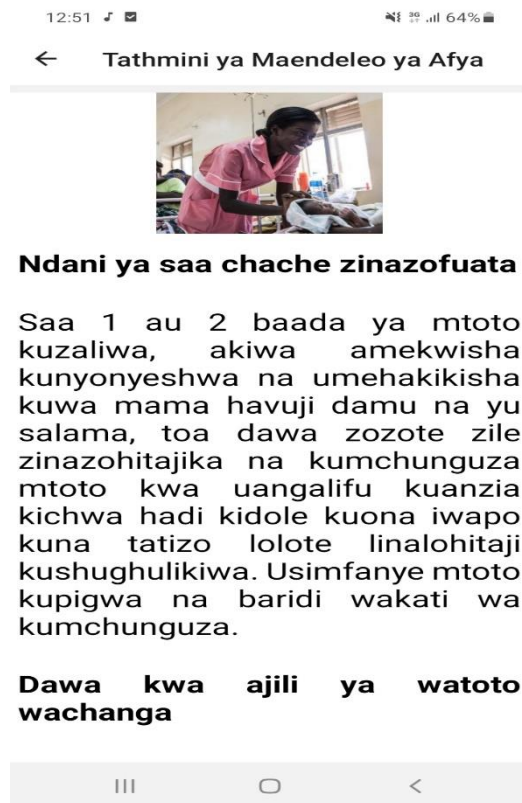 12:51
3G 64%
Tathmini ya Maendeleo ya Afya
Ndani ya saa chache zinazofuata
Saa 1 au 2 baada ya mtoto
kuzaliwa, akiwa amekwisha
kunyonyeshwa na umehakikisha
kuwa mama havuji damu na yu
salama, toa dawa zozote zile
zinazohitajika na kumchunguza
mtoto kwa uangalifu kuanzia
kichwa hadi kidole kuona iwapo
kuna tatizo lolote linalohitaji
kushughulikiwa. Usimfanye mtoto
kupigwa na baridi wakati wa
kumchunguza.
Dawa kwa ajili ya watoto
wachanga